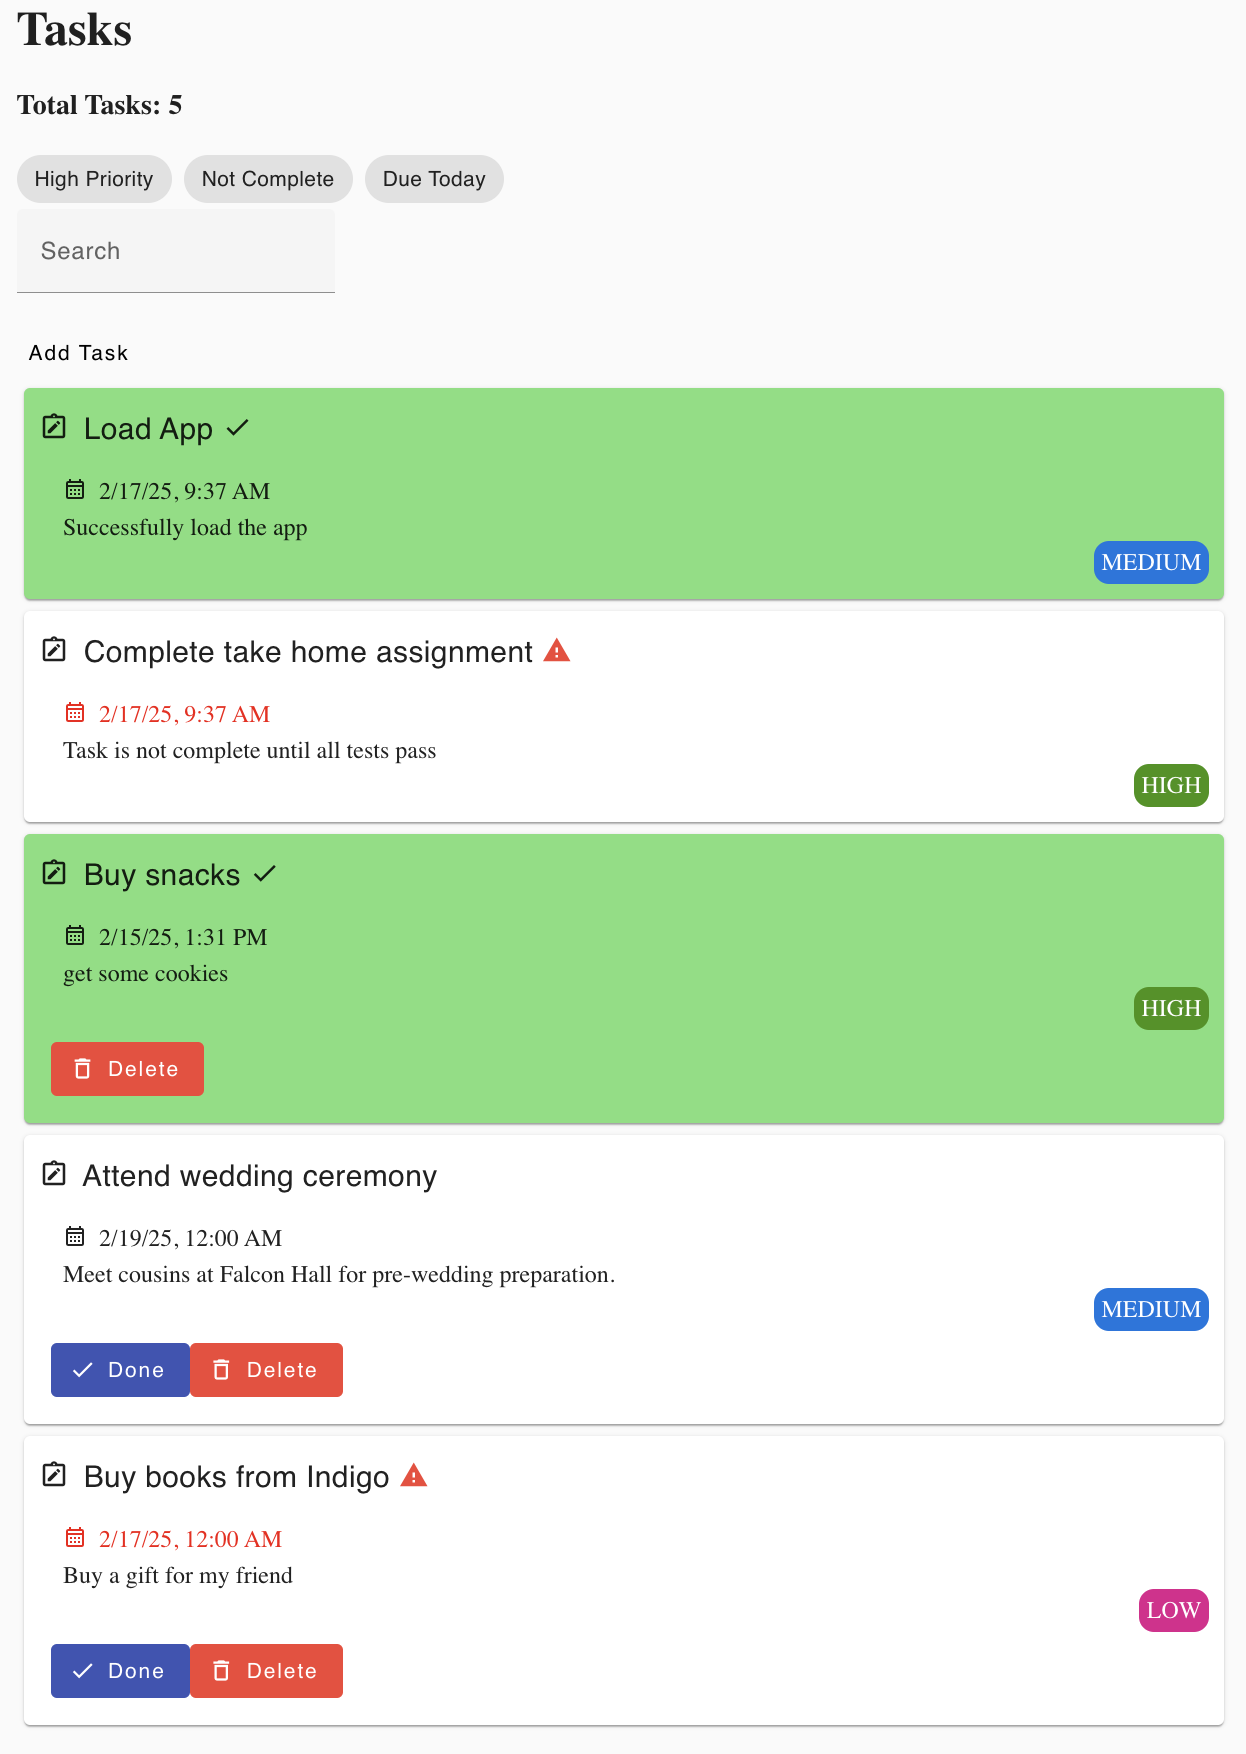 Tasks
Total Tasks: 5
High Priority Not Complete Due Today
Search
Add Task
Load App
2/17/25, 9:37 AM
Successfully load the app
MEDIUM
Complete take home assignment
2/17/25, 9:37 AM
Task is not complete until all tests pass
HIGH
Buy snacks
2/15/25, 1:31 PM
get some cookies
HIGH
Delete
Attend wedding ceremony
2/19/25, 12:00 AM
Meet cousins at Falcon Hall for pre-wedding preparation.
MEDIUM
Done Delete
Buy books from Indigo
2/17/25, 12:00 AM
Buy a gift for my friend
LOW
Done Delete